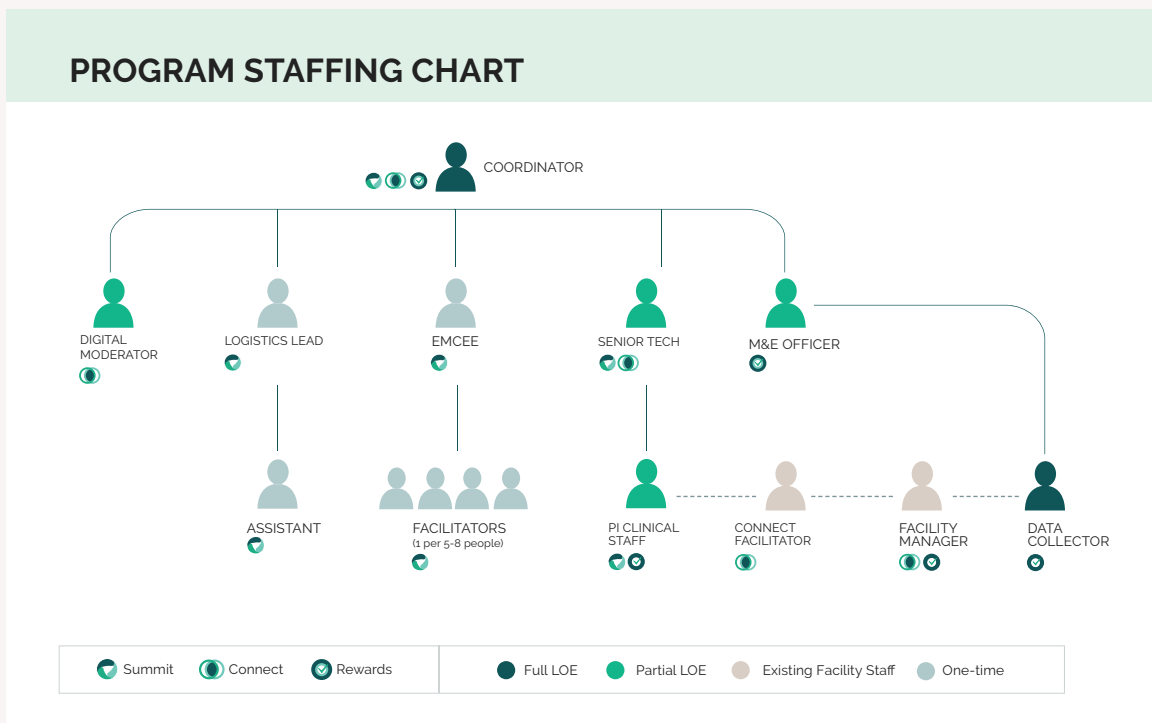 PROGRAM STAFFING CHART
COORDINATOR
DIGITAL
MODERATOR
LOGISTICS LEAD
EMCEE
SENIOR TECH
M&E OFFICER
ASSISTANT
FACILITATORS
(1 per 5-8 people)
PI CLINICAL
STAFF
CONNECT
FACILITATOR
FACILITY
MANAGER
DATA
COLLECTOR
Summit
Connect
Rewards
Full LOE
Partial LOE
Existing Facility Staff
One-time